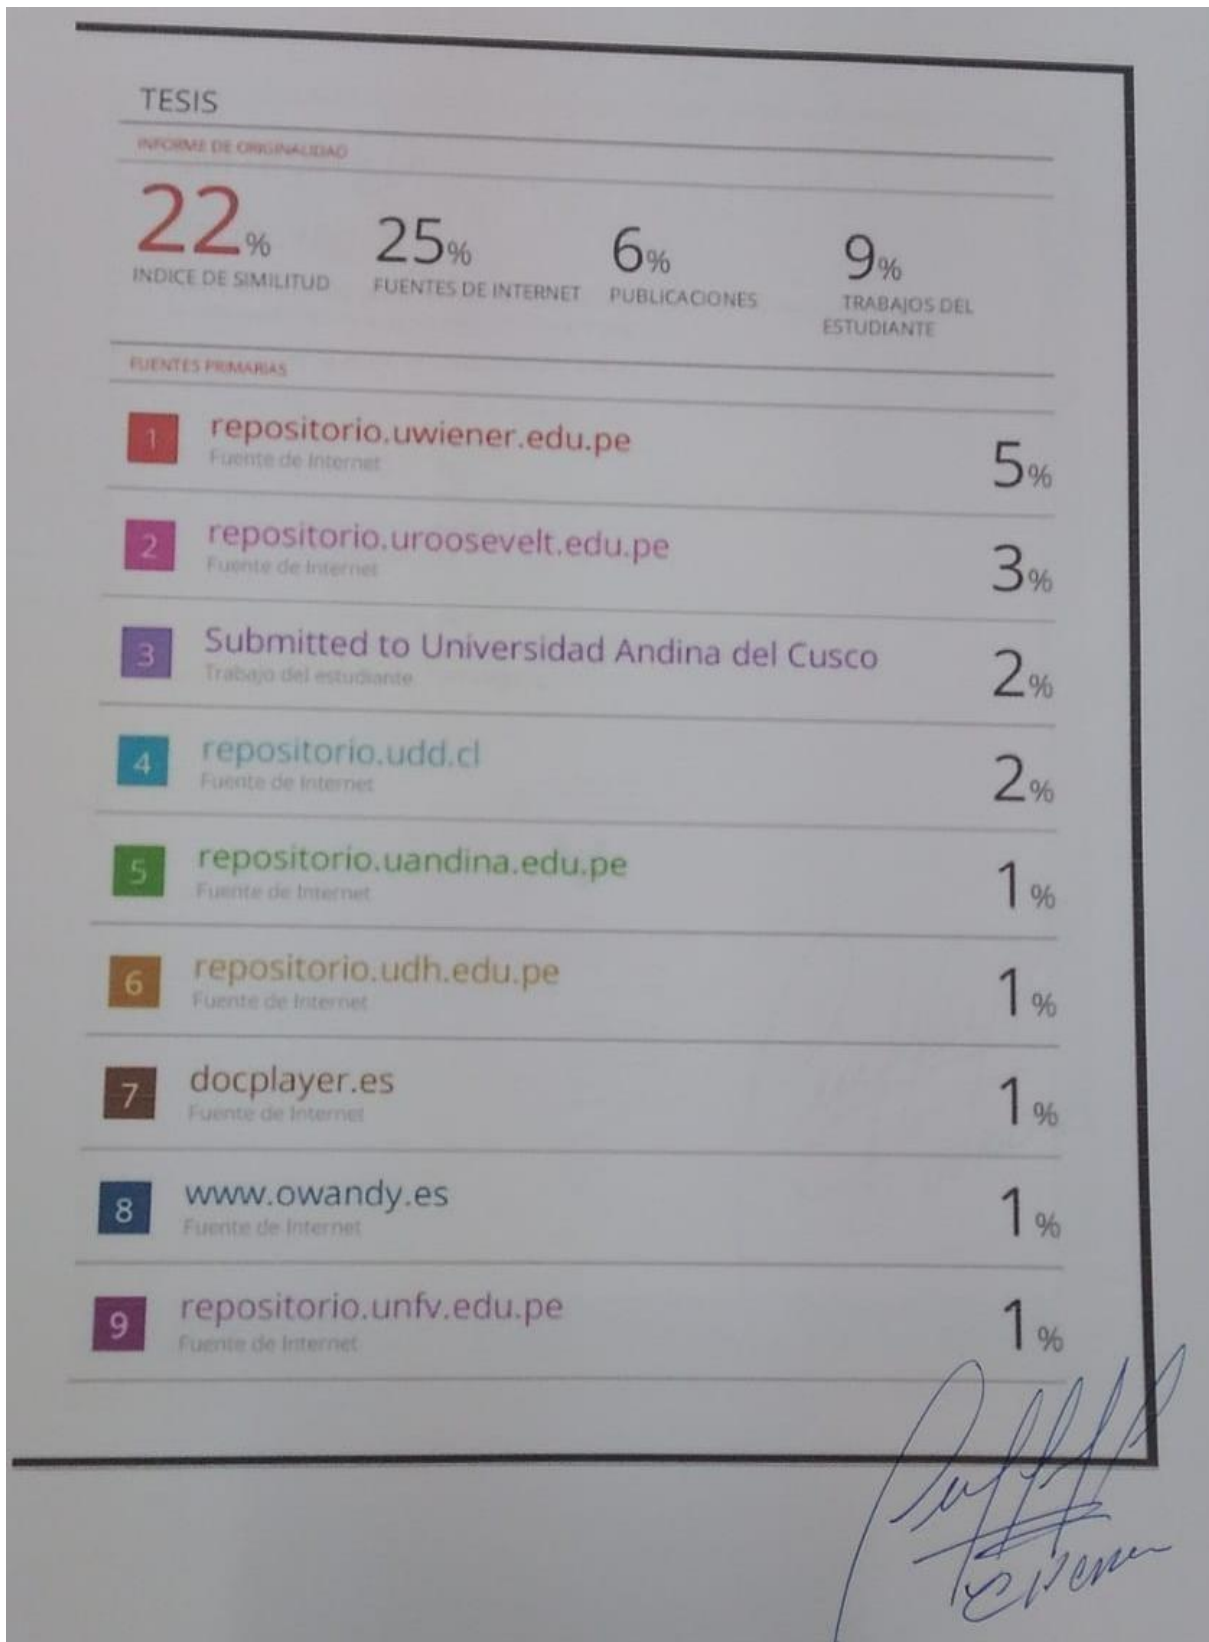 TESIS
INFORME DE ORIGINALIDAD
22% 25% 6% 9%
INDICE DE SIMILITUD FUENTES DE INTERNET PUBLICACIONES TRABAJOS DEL
ESTUDIANTE
FUENTES PRIMARIAS
1 repositorio.uwiener.edu.pe 5%
Fuente de Internet
2 repositorio.uroosevelt.edu.pe 3%
Fuente de Internet
3 Submitted to Universidad Andina del Cusco 2%
Trabajo del estudiante
4 repositorio.udd.cl 2%
Fuente de Internet
5 repositorio.uandina.edu.pe 1%
Fuente de Internet
6 repositorio.udh.edu.pe 1%
Fuente de Internet
7 docplayer.es 1%
Fuente de Internet
8 www.owandy.es 1%
Fuente de Internet
9 repositorio.unfv.edu.pe 1%
Fuente de Internet